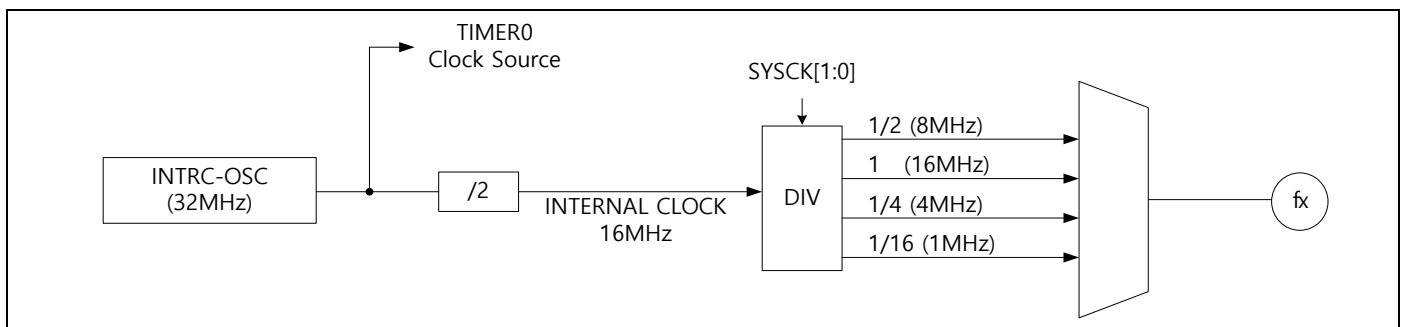 TIMER0
Clock Source
SYSCK[1:0]
INTRC-OSC
(32MHz)
/2
INTERNAL CLOCK
16MHz
DIV
1/2 (8MHz)
1 (16MHz)
1/4 (4MHz)
1/16 (1MHz)
fx